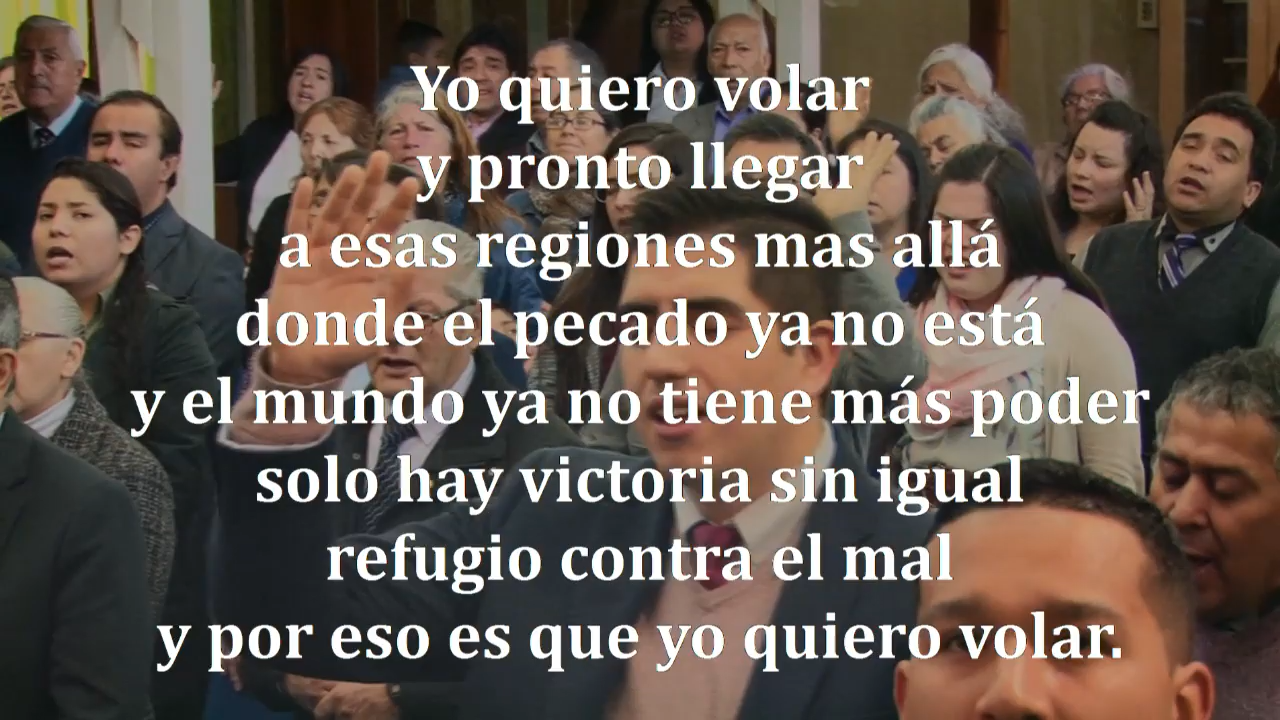 Yo quiero volar
y pronto llegar
a esas regiones mas allá
donde el pecado ya no está
y el mundo ya no tiene más poder
solo hay victoria sin igual
refugio contra el mal
y por eso es que yo quiero volar.